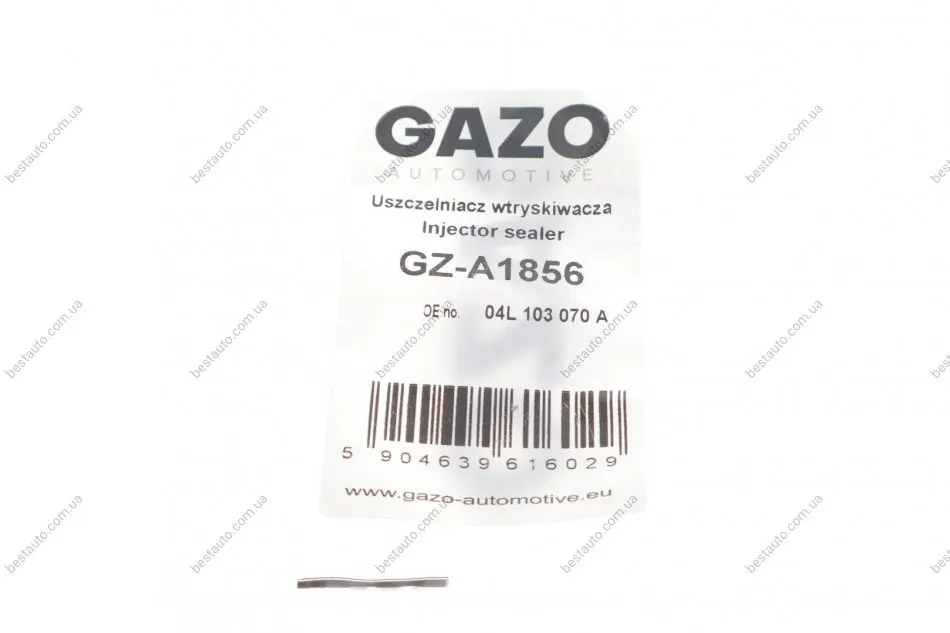 GAZO
AUTOMOTIVE
Uszczelniacz wtryskiwacza
Injector sealer
GZ-A1856
OE no. 04L 103 070 A
5 904639 616029
www.gazo-automotive.eu
bestauto.com.ua